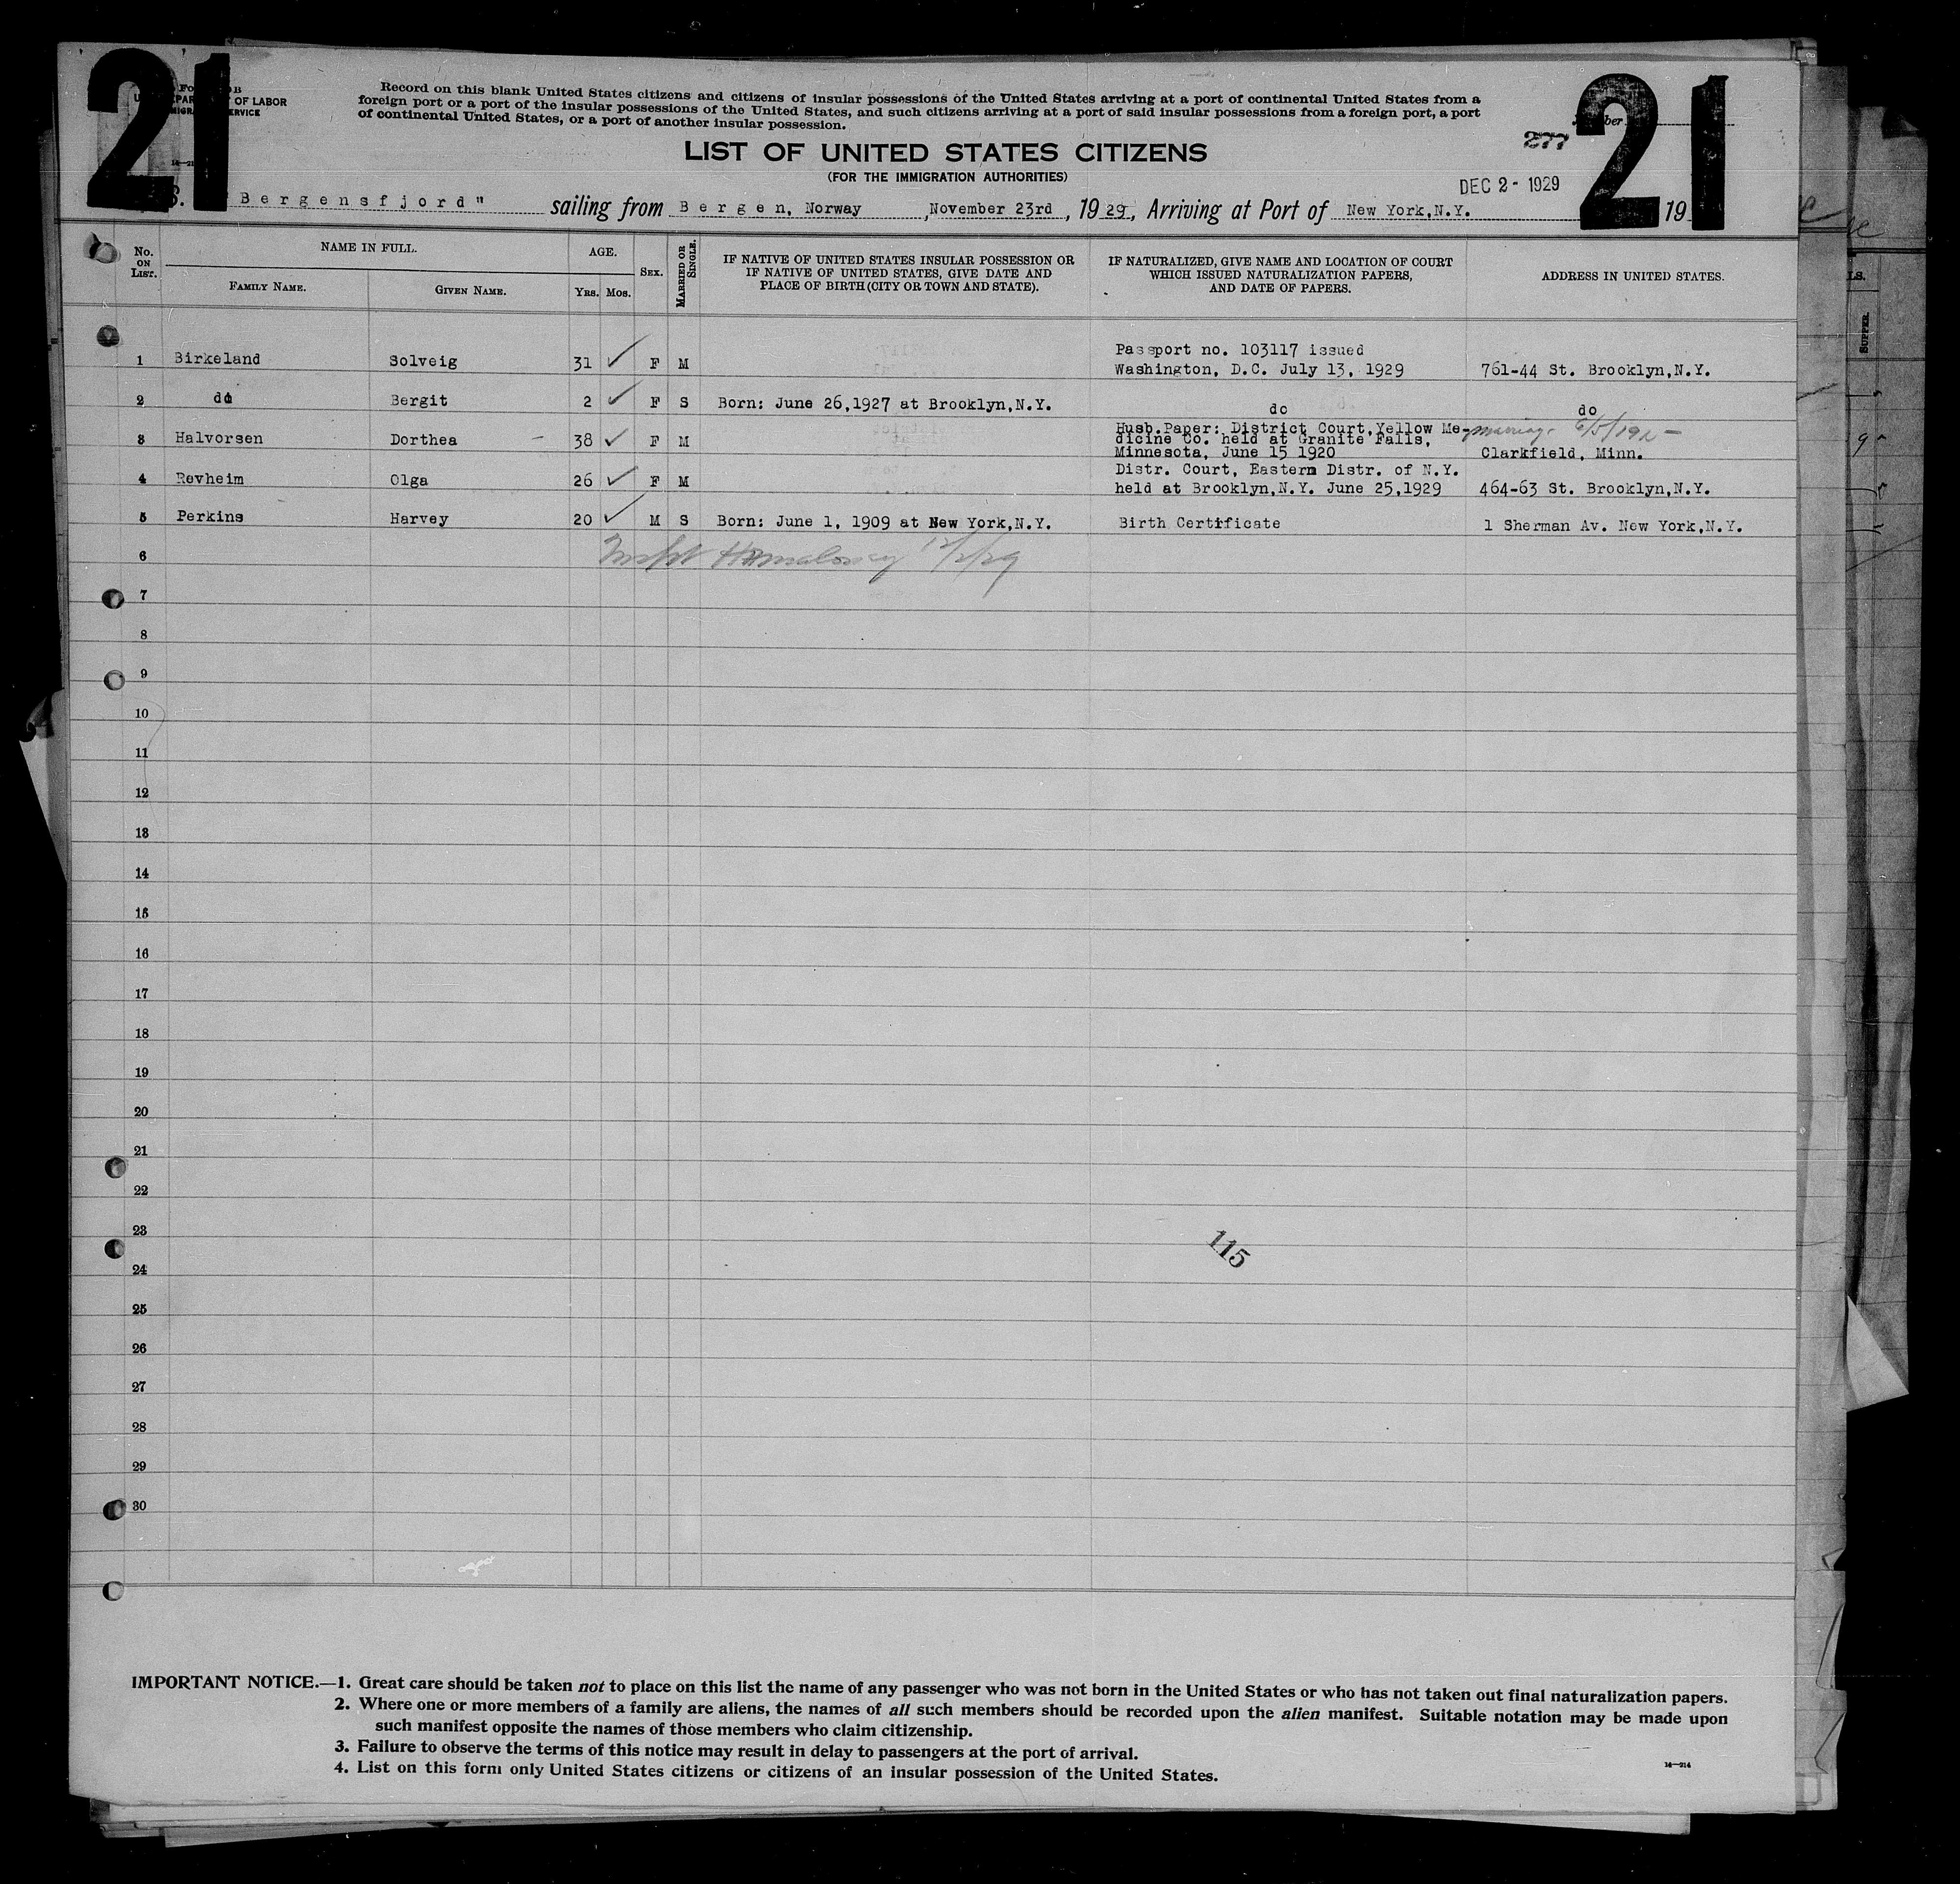 21
21
OF LABOR
Record on this blank United States citizens and citizens of insular possessions of the United States arriving at a port of continental United States from a
foreign port or a port of the insular possessions of the United States, and such citizens arriving at a port of said insular possessions from a foreign port, a port
of continental United States, or a port of another insular possession.
277
LIST OF UNITED STATES CITIZENS
(FOR THE IMMIGRATION AUTHORITIES)
DEC 2- 1929
S. "Bergensfjord" sailing from Bergen, Norway ,November 23rd , 1929, Arriving at Port of New York,N.Y. 19
No. ON LIST. NAME IN FULL. AGE. SEX. MARRIED OR SINGLE. IF NATIVE OF UNITED STATES INSULAR POSSESSION OR IF NATIVE OF UNITED STATES, GIVE DATE AND PLACE OF BIRTH (CITY OR TOWN AND STATE). IF NATURALIZED, GIVE NAME AND LOCATION OF COURT WHICH ISSUED NATURALIZATION PAPERS, AND DATE OF PAPERS. ADDRESS IN UNITED STATES.
FAMILY NAME. GIVEN NAME. YRS. MOS.
SUPPER.
Passport no. 103117 issued
1 Birkeland Solveig 31 ✓ F M Washington, D.C. July 13, 1929 761-44 St. Brooklyn,N.Y.
2 do Bergit 2 ✓ F S Born: June 26,1927 at Brooklyn,N.Y. do do
Husb.Paper: District Court,Yellow Me- marriage
3 Halvorsen Dorthea - 38 ✓ F M dicine Co. held at Granite Falls,
Minnesota, June 15 1920 Clarkfield, Minn.
Distr. Court, Eastern Distr. of N.Y.
4 Rovheim Olga 26 ✓ F M held at Brooklyn,N.Y. June 25,1929 464-63 St. Brooklyn,N.Y.
5 Perkins Harvey 20 ✓ M S Born: June 1, 1909 at New York,N.Y. Birth Certificate 1 Sherman Av. New York,N.Y.
6 12/2/29
7
8
9
10
11
12
13
14
15
16
17
18
19
20
21
22
23
115
24
25
26
27
28
29
30
IMPORTANT NOTICE.—1. Great care should be taken not to place on this list the name of any passenger who was not born in the United States or who has not taken out final naturalization papers.
2. Where one or more members of a family are aliens, the names of all such members should be recorded upon the alien manifest. Suitable notation may be made upon
such manifest opposite the names of those members who claim citizenship.
3. Failure to observe the terms of this notice may result in delay to passengers at the port of arrival.
4. List on this form only United States citizens or citizens of an insular possession of the United States.
14—214